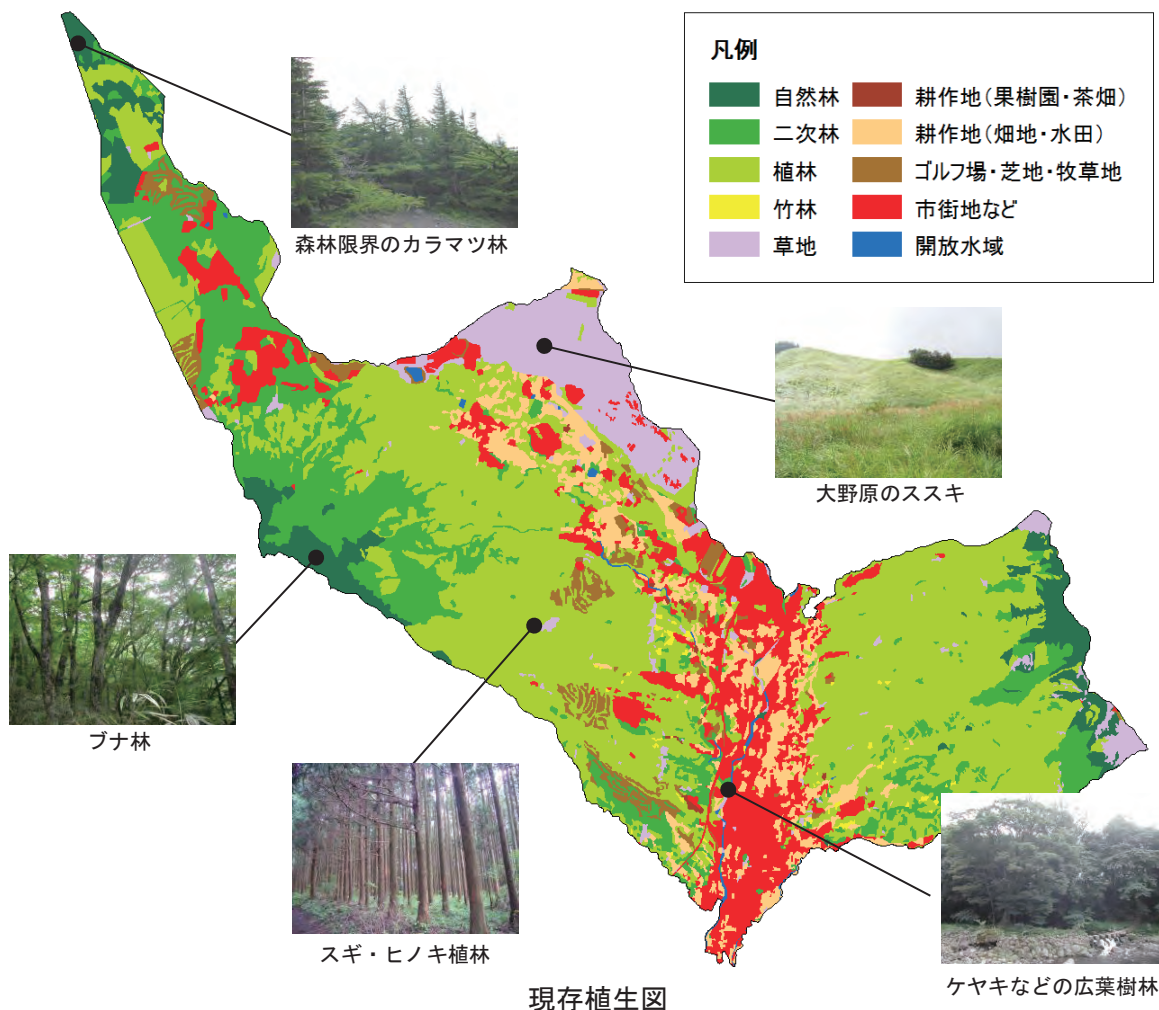 凡例
自然林
二次林
植林
竹林
草地
耕作地(果樹園・茶畑)
耕作地(畑地・水田)
ゴルフ場・芝地・牧草地
市街地など
開放水域
森林限界のカラマツ林
大野原のススキ
ブナ林
スギ・ヒノキ植林
ケヤキなどの広葉樹林
現存植生図